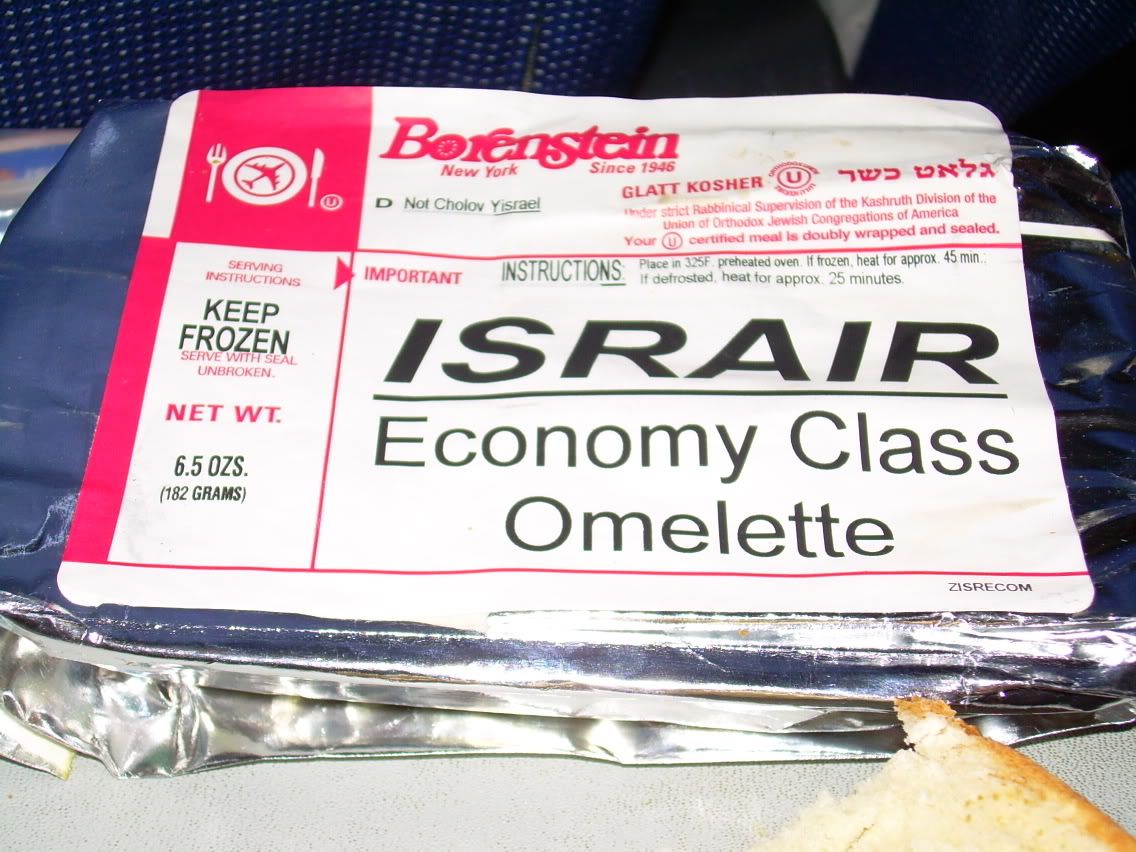 Borenstein
New York Since 1946
D Not Cholov Yisrael
GLATT KOSHER U גלאט כשר
Under strict Rabbinical Supervision of the Kashruth Division of the
Union of Orthodox Jewish Congregations of America
Your U certified meal is doubly wrapped and sealed.
U
SERVING
INSTRUCTIONS
KEEP
FROZEN
SERVE WITH SEAL
UNBROKEN.
NET WT.
6.5 OZS.
(182 GRAMS)
IMPORTANT
INSTRUCTIONS: Place in 325F. preheated oven. If frozen, heat for approx. 45 min.;
If defrosted, heat for approx. 25 minutes.
ISRAIR
Economy Class
Omelette
ZISRECOM